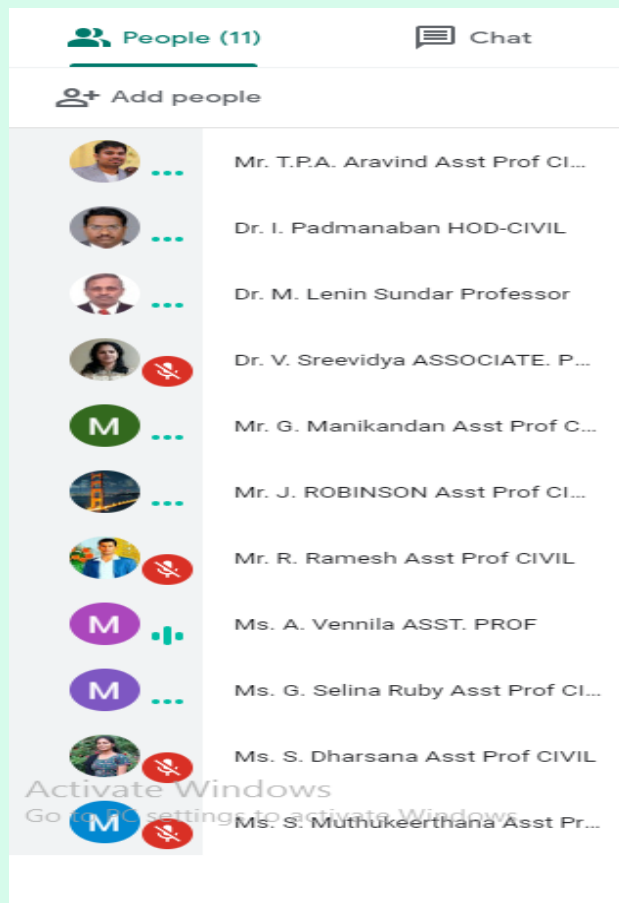 People (11) Chat
Add people
Mr. T.P.A. Aravind Asst Prof CI...
Dr. I. Padmanaban HOD-CIVIL
Dr. M. Lenin Sundar Professor
Dr. V. Sreevidya ASSOCIATE. P...
M Mr. G. Manikandan Asst Prof C...
Mr. J. ROBINSON Asst Prof CI...
Mr. R. Ramesh Asst Prof CIVIL
M Ms. A. Vennila ASST. PROF
M Ms. G. Selina Ruby Asst Prof CI...
Ms. S. Dharsana Asst Prof CIVIL
Activate Windows
Go to PC settings to activate Windows.
M Ms. S. Muthukeerthana Asst Pr...